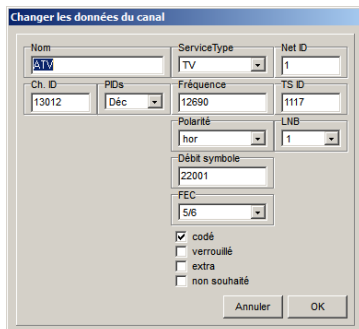 Changer les données du canal
Nom
ServiceType
Net ID
ATV
TV
1
Ch. ID
PIDs
Fréquence
TS ID
13012
Déc
12690
1117
Polarité
LNB
hor
1
Débit symbole
22001
FEC
5/6
codé
verrouillé
extra
non souhaité
Annuler
OK